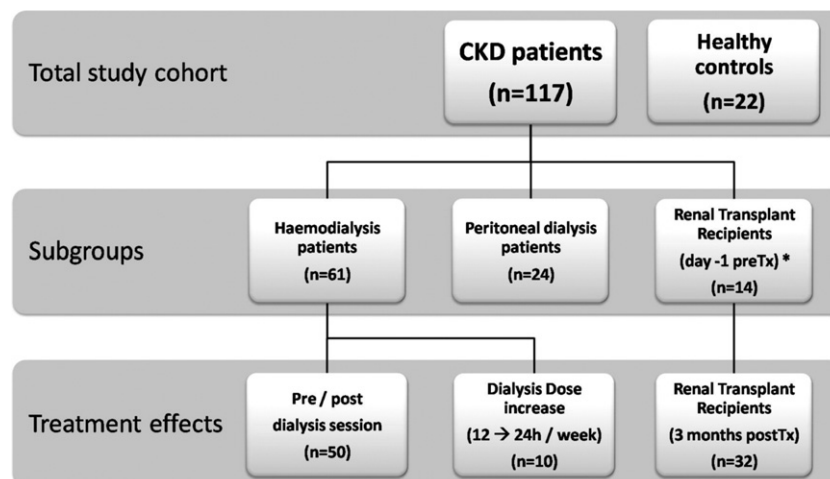 Total study cohort
CKD patients
(n=117)
Healthy
controls
(n=22)
Subgroups
Haemodialysis
patients
(n=61)
Peritoneal dialysis
patients
(n=24)
Renal Transplant
Recipients
(day -1 preTx) *
(n=14)
Treatment effects
Pre / post
dialysis session
(n=50)
Dialysis Dose
increase
(12 → 24h / week)
(n=10)
Renal Transplant
Recipients
(3 months postTx)
(n=32)